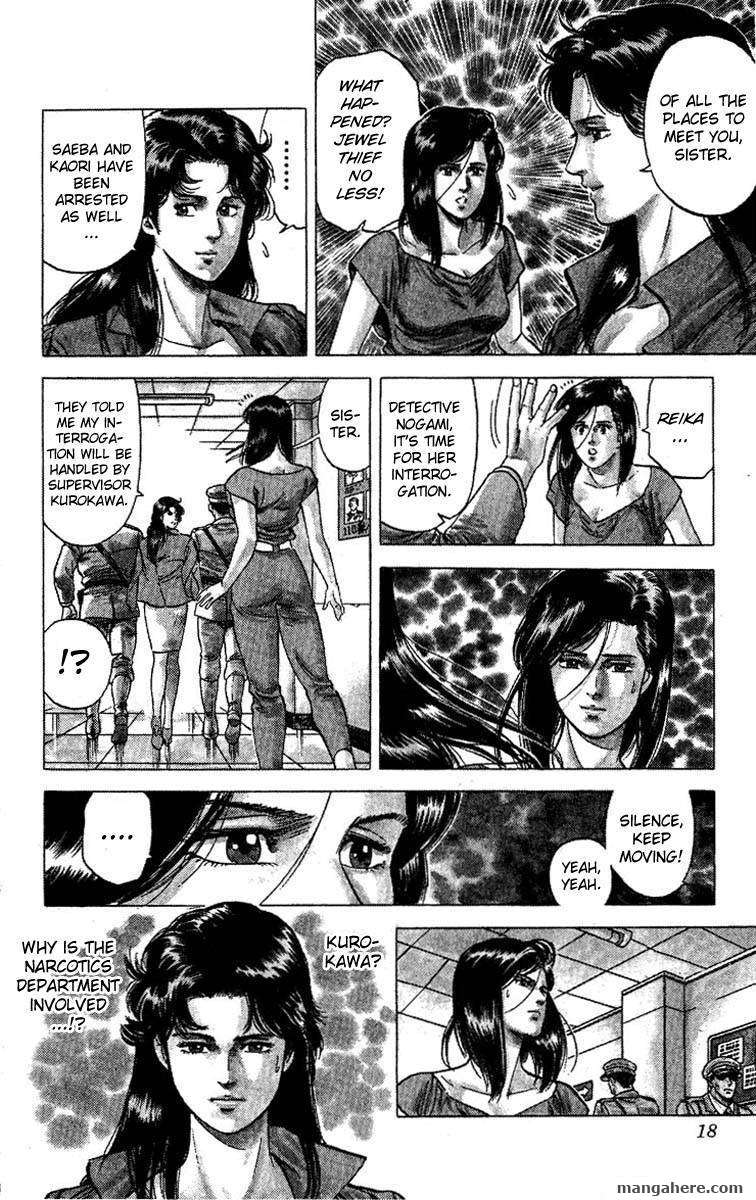 OF ALL THE
PLACES TO
MEET YOU,
SISTER.
WHAT
HAP-
PENED?
JEWEL
THIEF
NO
LESS!
........
SAEBA AND
KAORI HAVE
BEEN
ARRESTED
AS WELL
...
REIKA
...
DETECTIVE
NOGAMI,
IT'S TIME
FOR HER
INTERRO-
GATION.
SIS-
TER.
THEY TOLD
ME MY IN-
TERROGA-
TION WILL BE
HANDLED BY
SUPERVISOR
KUROKAWA.
!?
SILENCE,
KEEP
MOVING!
YEAH,
YEAH.
....
KURO-
KAWA?
WHY IS THE
NARCOTICS
DEPARTMENT
INVOLVED
...!?
18
mangahere.com